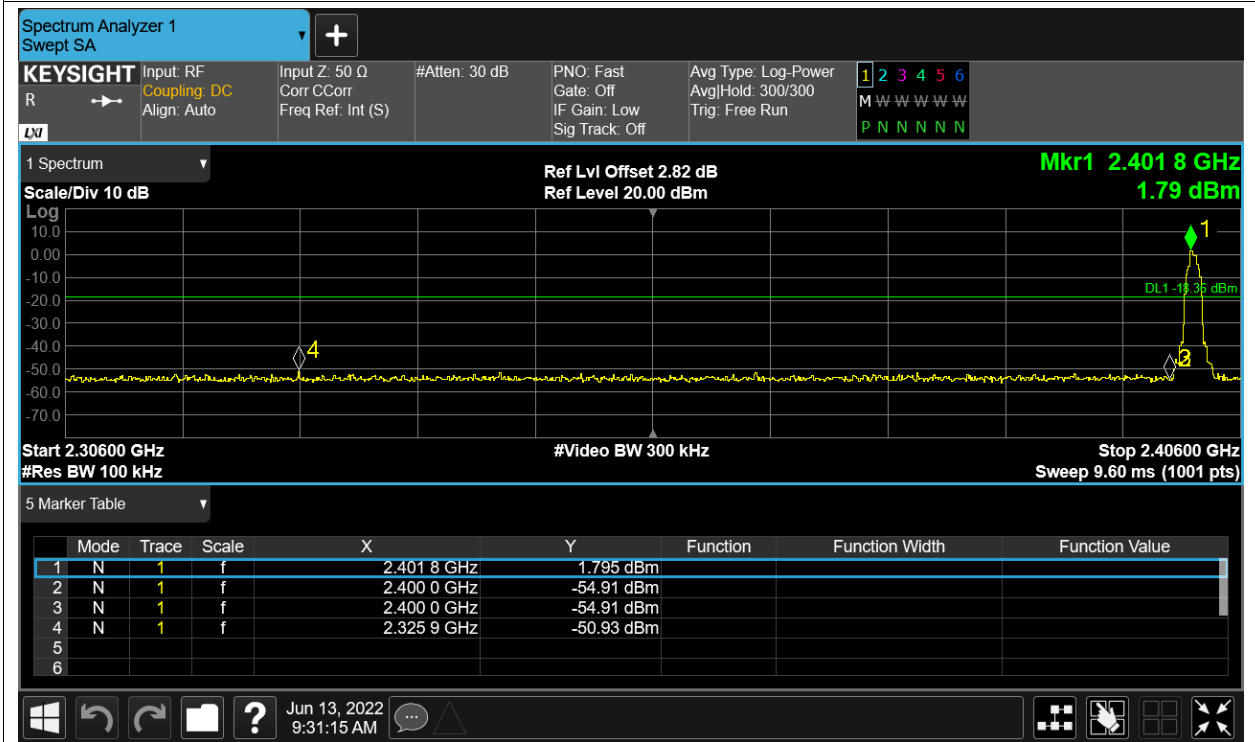 Spectrum Analyzer 1
Swept SA
+
KEYSIGHT
R
LXI
Input: RF
Coupling: DC
Align: Auto
Input Z: 50 Ω
Corr CCorr
Freq Ref: Int (S)
#Atten: 30 dB
PNO: Fast
Gate: Off
IF Gain: Low
Sig Track: Off
Avg Type: Log-Power
Avg|Hold: 300/300
Trig: Free Run
1 2 3 4 5 6
M W W W W W
P N N N N N
1 Spectrum
Scale/Div 10 dB
Ref Lvl Offset 2.82 dB
Ref Level 20.00 dBm
Mkr1 2.401 8 GHz
1.79 dBm
Log
10.0
0.00
-10.0
-20.0
-30.0
-40.0
-50.0
-60.0
-70.0
1
DL1 -18.36 dBm
4
Start 2.30600 GHz
#Res BW 100 kHz
#Video BW 300 kHz
Stop 2.40600 GHz
Sweep 9.60 ms (1001 pts)
5 Marker Table
Mode Trace Scale X Y Function Function Width Function Value
1 N 1 f 2.401 8 GHz 1.795 dBm
2 N 1 f 2.400 0 GHz -54.91 dBm
3 N 1 f 2.400 0 GHz -54.91 dBm
4 N 1 f 2.325 9 GHz -50.93 dBm
5
6
?
Jun 13, 2022
9:31:15 AM